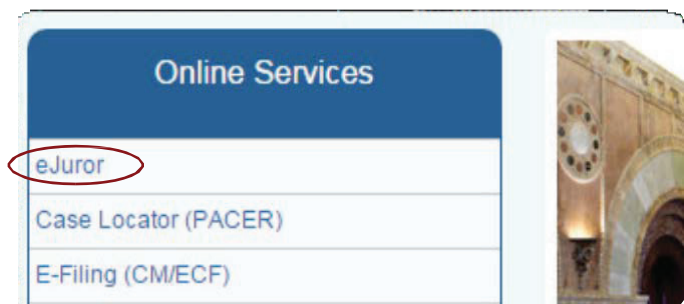 Online Services
eJuror
Case Locator (PACER)
E-Filing (CM/ECF)